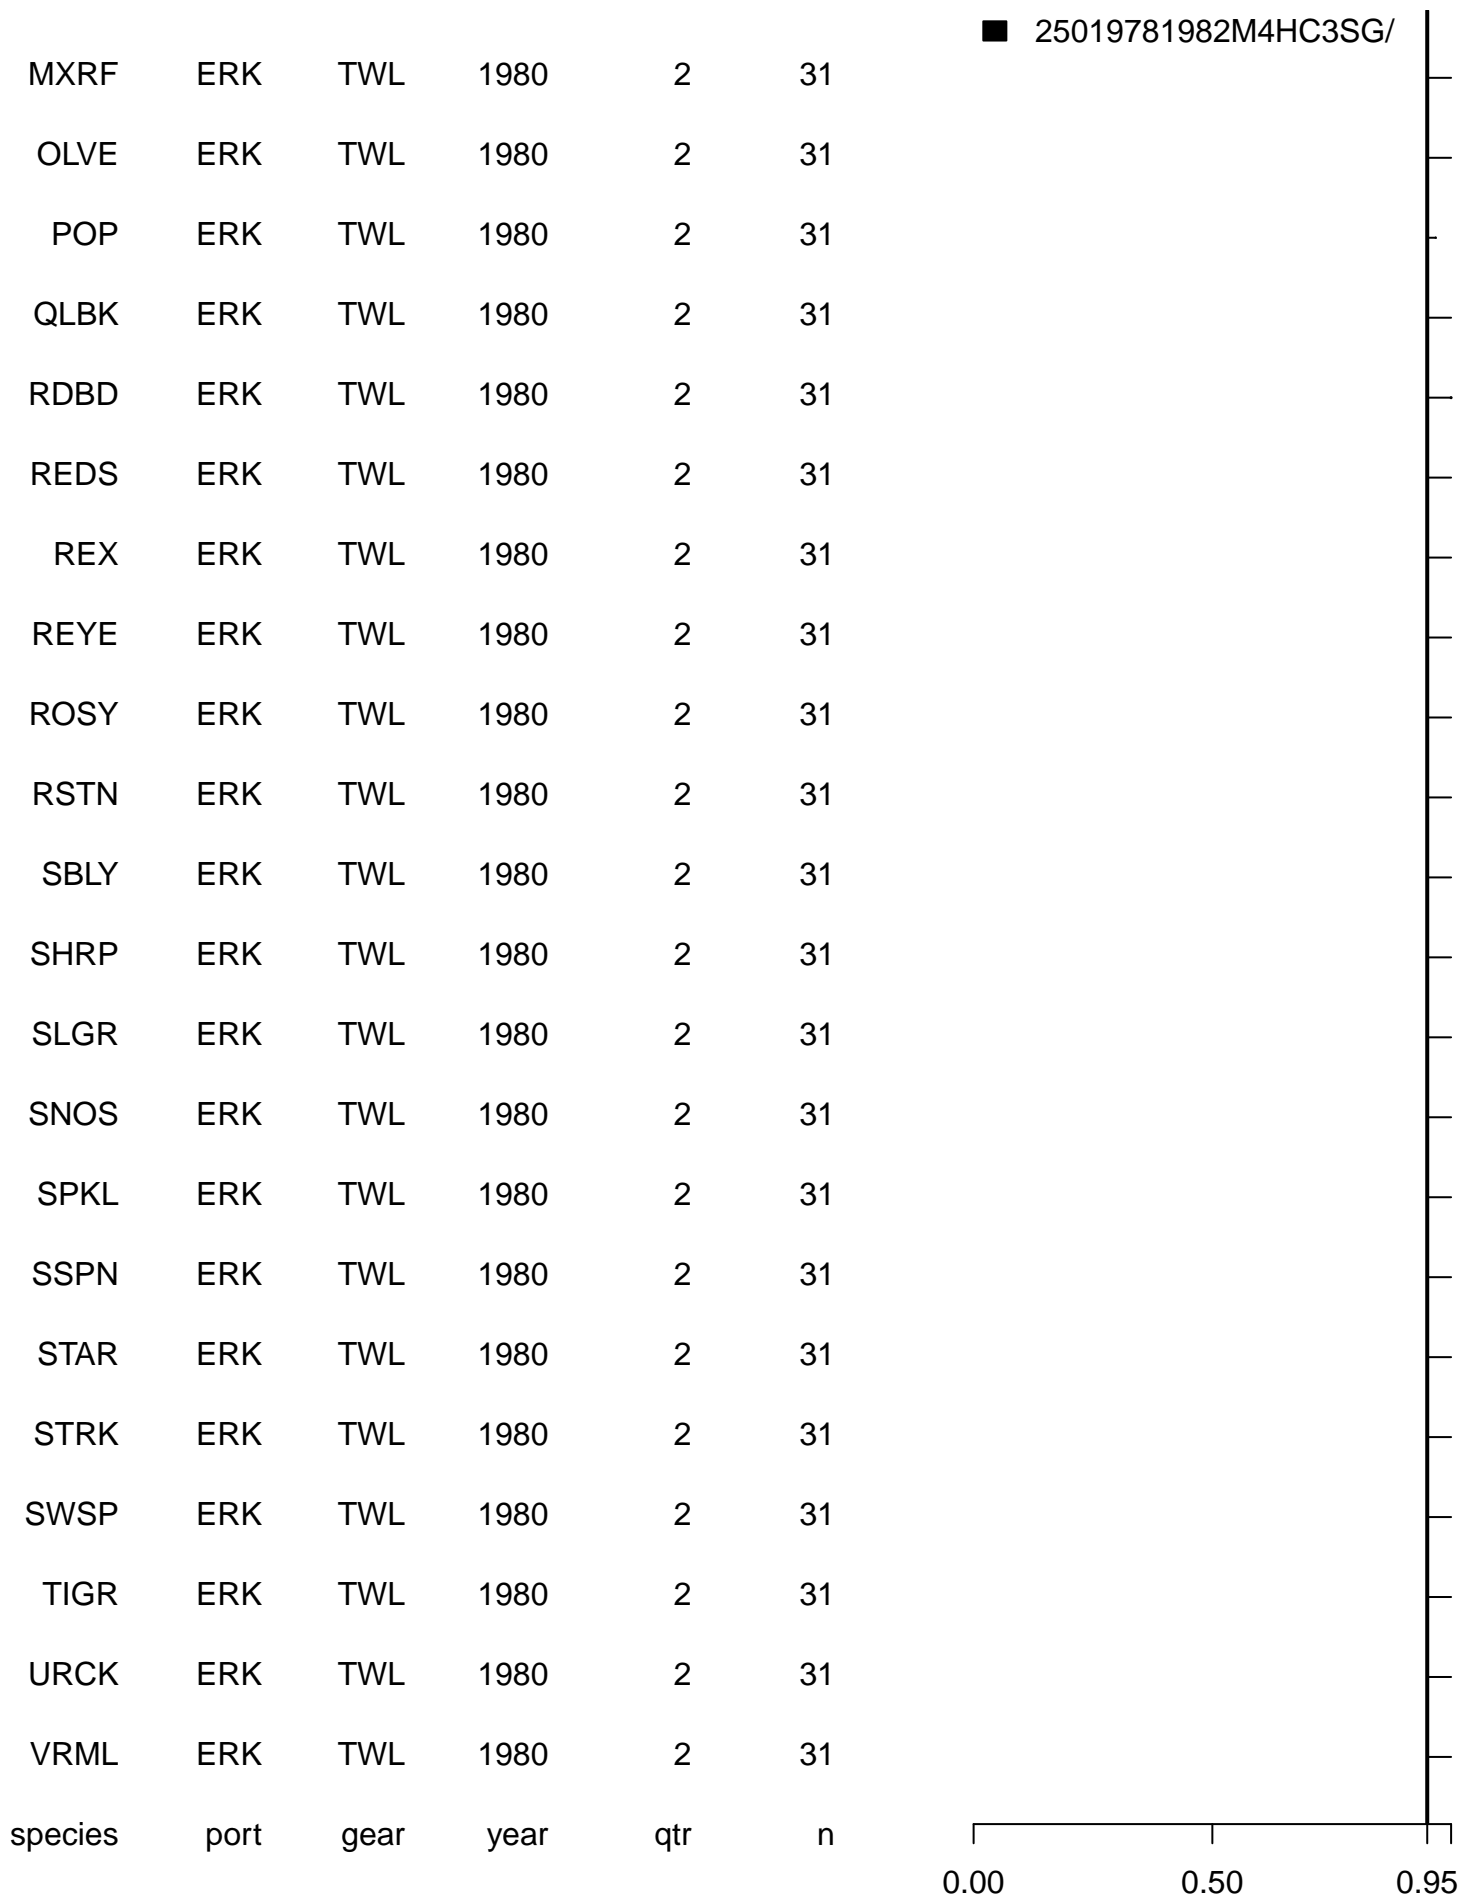 25019781982M4HC3SG/
MXRF ERK TWL 1980 2 31
OLVE ERK TWL 1980 2 31
POP ERK TWL 1980 2 31
QLBK ERK TWL 1980 2 31
RDBD ERK TWL 1980 2 31
REDS ERK TWL 1980 2 31
REX ERK TWL 1980 2 31
REYE ERK TWL 1980 2 31
ROSY ERK TWL 1980 2 31
RSTN ERK TWL 1980 2 31
SBLY ERK TWL 1980 2 31
SHRP ERK TWL 1980 2 31
SLGR ERK TWL 1980 2 31
SNOS ERK TWL 1980 2 31
SPKL ERK TWL 1980 2 31
SSPN ERK TWL 1980 2 31
STAR ERK TWL 1980 2 31
STRK ERK TWL 1980 2 31
SWSP ERK TWL 1980 2 31
TIGR ERK TWL 1980 2 31
URCK ERK TWL 1980 2 31
VRML ERK TWL 1980 2 31
species port gear year qtr n
0.00 0.50 0.95